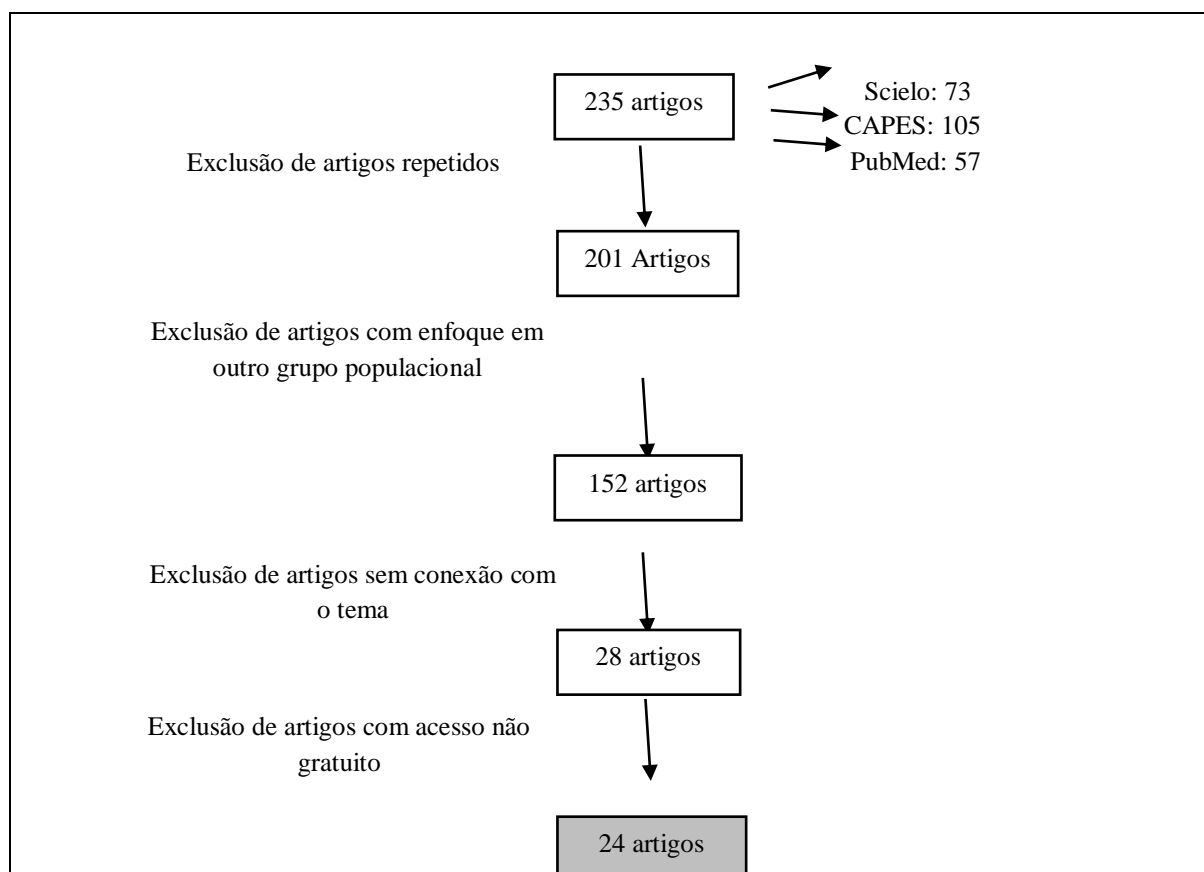 235 artigos
Scielo: 73
CAPES: 105
PubMed: 57
Exclusão de artigos repetidos
201 Artigos
Exclusão de artigos com enfoque em
outro grupo populacional
152 artigos
Exclusão de artigos sem conexão com
o tema
28 artigos
Exclusão de artigos com acesso não
gratuito
24 artigos